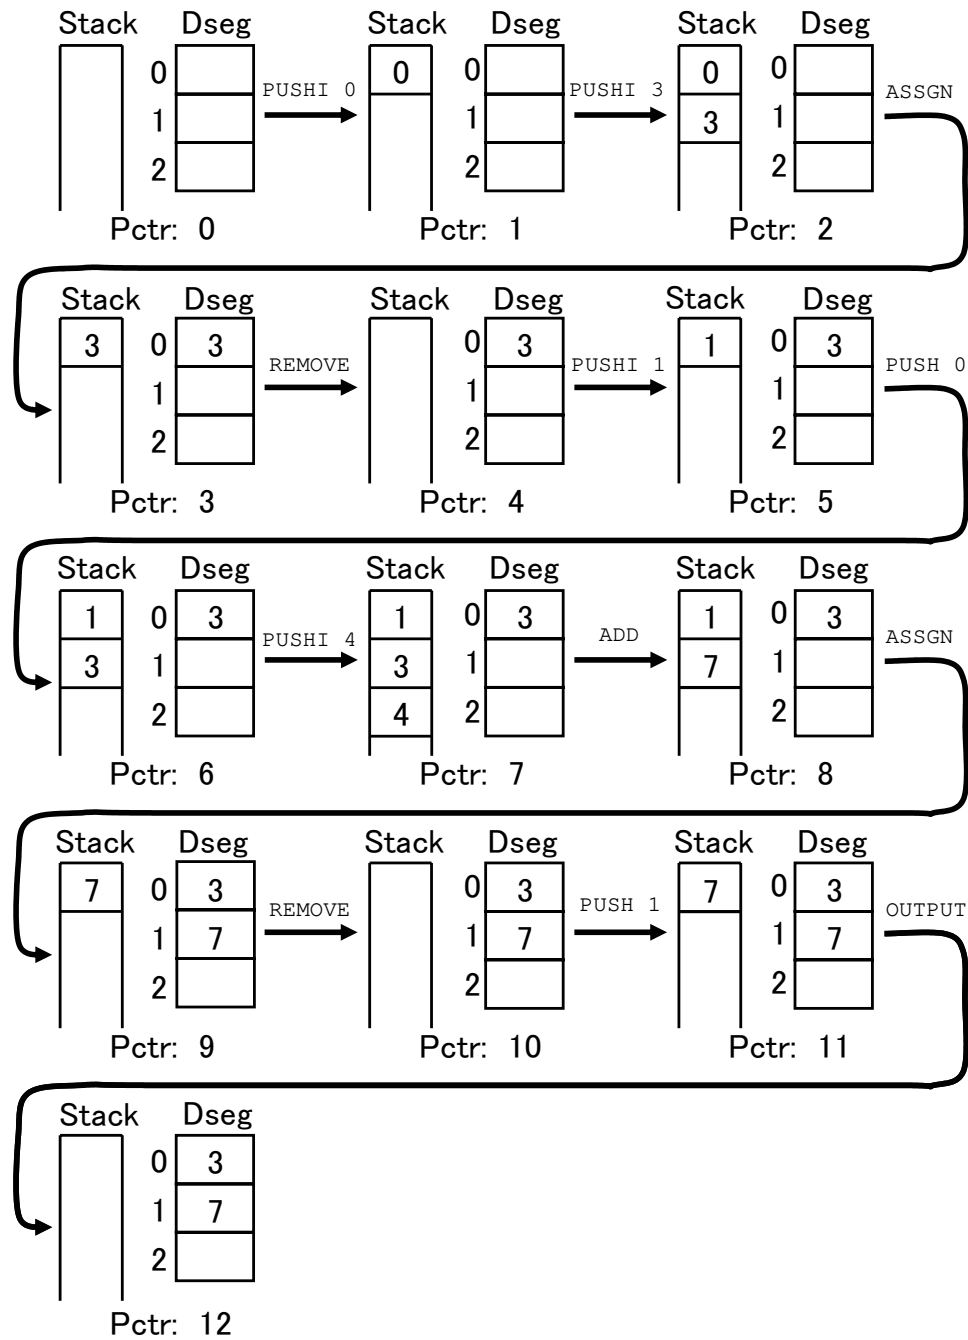 Stack Dseg Stack Dseg Stack Dseg
0 PUSHI 0 0 0 PUSHI 3 0 0 ASSGN
1 1 3 1
2 2 2
Pctr: 0 Pctr: 1 Pctr: 2
Stack Dseg Stack Dseg Stack Dseg
3 0 3 REMOVE 0 3 PUSHI 1 1 0 3 PUSH 0
1 1 1
2 2 2
Pctr: 3 Pctr: 4 Pctr: 5
Stack Dseg Stack Dseg Stack Dseg
1 0 3 PUSHI 4 1 0 3 ADD 1 0 3 ASSGN
3 1 3 1 7 1
2 4 2 2
Pctr: 6 Pctr: 7 Pctr: 8
Stack Dseg Stack Dseg Stack Dseg
7 0 3 REMOVE 0 3 PUSH 1 7 0 3 OUTPUT
1 7 1 7 1 7
2 2 2
Pctr: 9 Pctr: 10 Pctr: 11
Stack Dseg
0 3
1 7
2
Pctr: 12